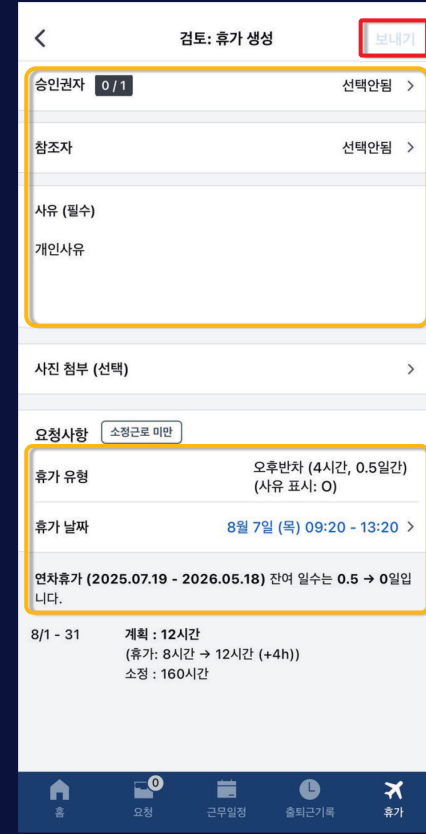 검토: 휴가 생성
보내기
승인권자 0 / 1 선택안됨
참조자 선택안됨
사유 (필수)
개인사유
사진 첨부 (선택)
요청사항 소정근로 미만
휴가 유형 오후반차 (4시간, 0.5일간)
(사유 표시: O)
휴가 날짜 8월 7일 (목) 09:20 - 13:20
연차휴가 (2025.07.19 - 2026.05.18) 잔여 일수는 0.5 → 0일입
니다.
8/1 - 31 계획 : 12시간
(휴가: 8시간 → 12시간 (+4h))
소정 : 160시간
0
홈 요청 근무일정 출퇴근기록 휴가